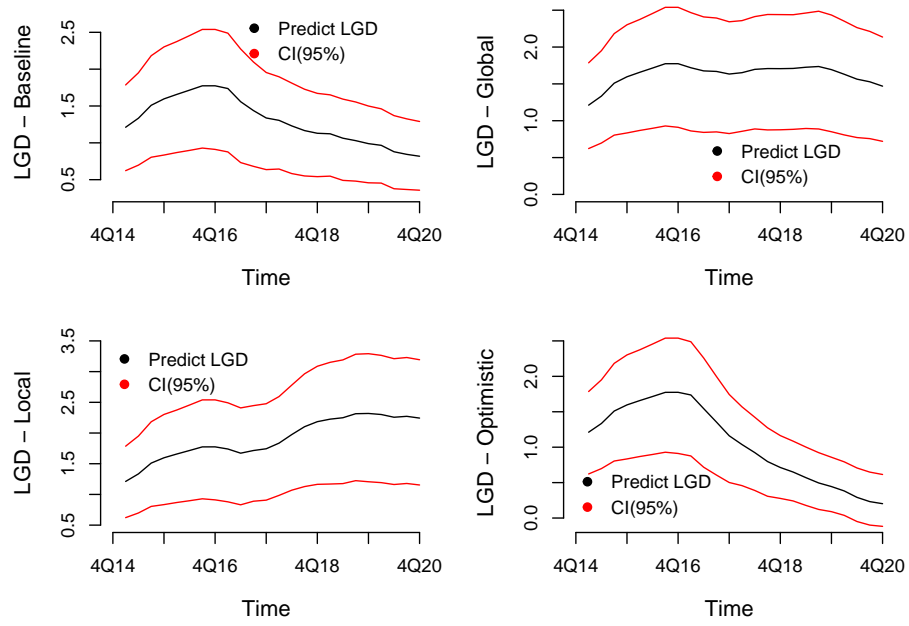 LGD − Baseline
2.5
1.5
0.5
Predict LGD
CI(95%)
4Q14
4Q16
4Q18
4Q20
Time
LGD − Global
2.0
1.0
0.0
Predict LGD
CI(95%)
4Q14
4Q16
4Q18
4Q20
Time
LGD − Local
3.5
2.5
1.5
0.5
Predict LGD
CI(95%)
4Q14
4Q16
4Q18
4Q20
Time
LGD − Optimistic
2.0
1.0
0.0
Predict LGD
CI(95%)
4Q14
4Q16
4Q18
4Q20
Time